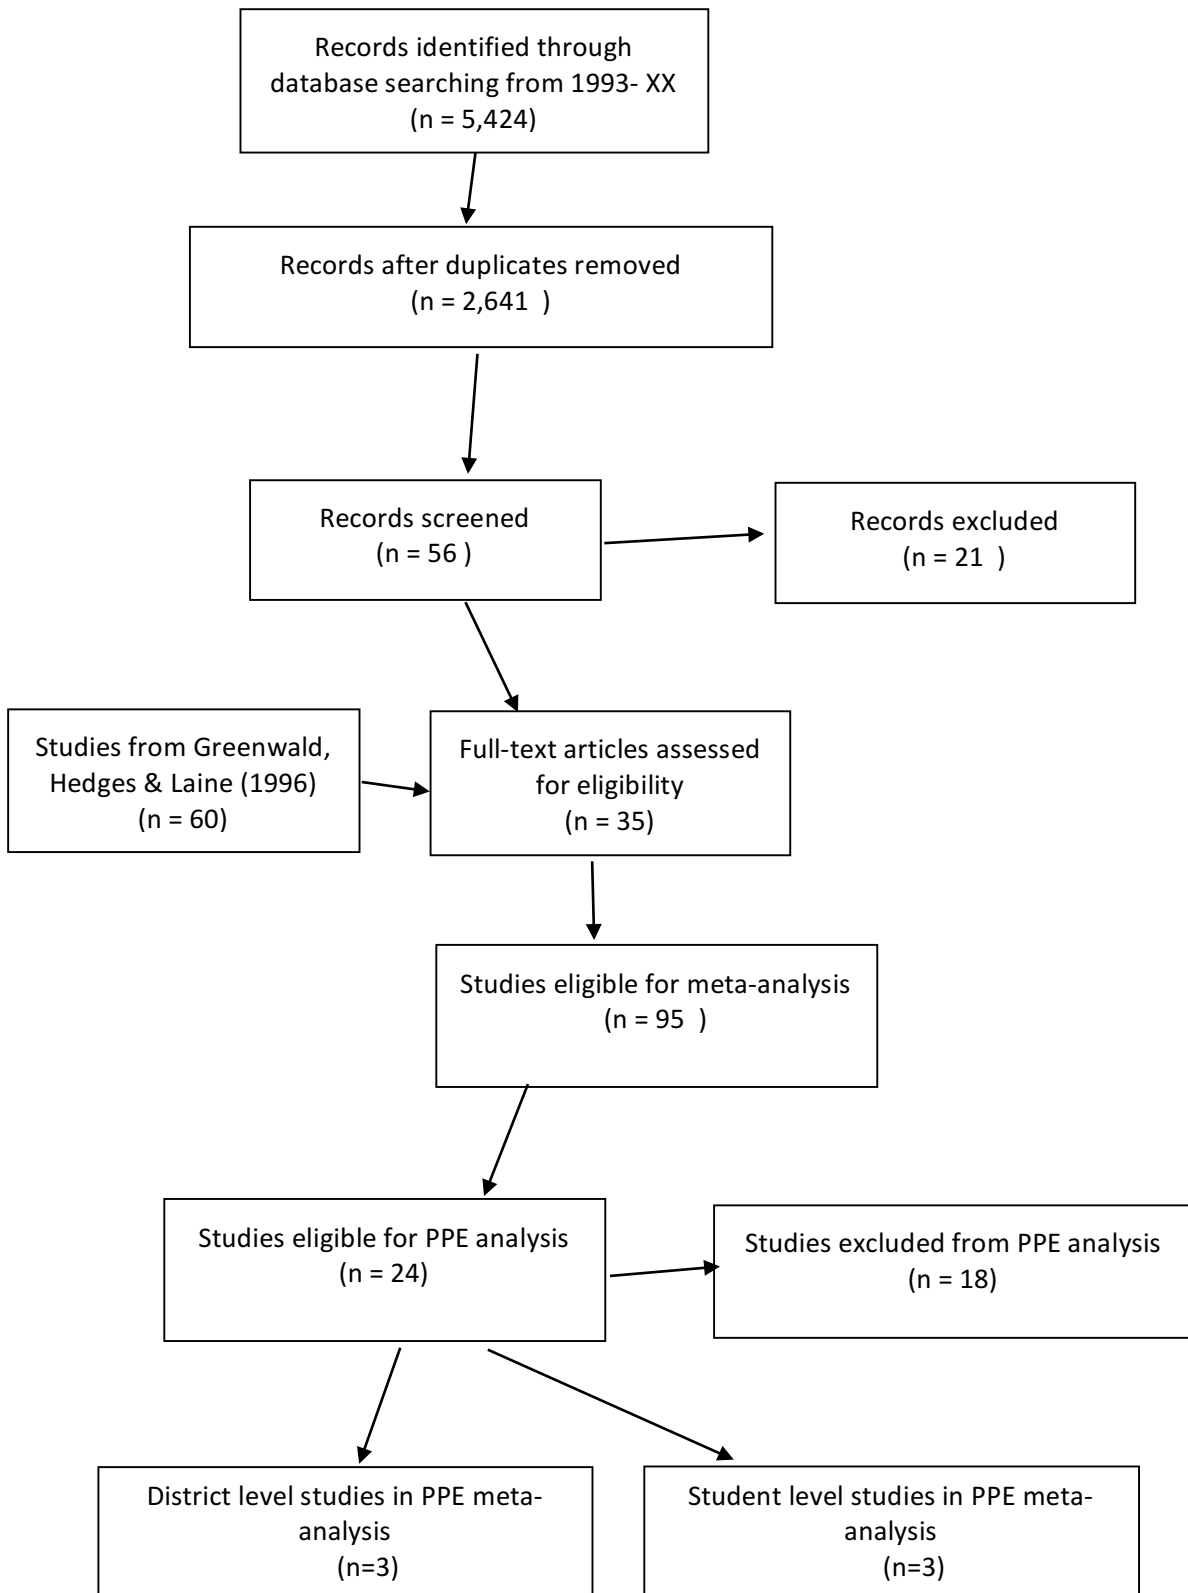 Records identified through
database searching from 1993- XX
(n = 5,424)
Records after duplicates removed
(n = 2,641  )
Records screened
(n = 56 )
Records excluded
(n = 21  )
Studies from Greenwald,
Hedges & Laine (1996)
(n = 60)
Full-text articles assessed
for eligibility
(n = 35)
Studies eligible for meta-analysis
(n = 95  )
Studies eligible for PPE analysis
(n = 24)
Studies excluded from PPE analysis
(n = 18)
District level studies in PPE meta-
analysis
(n=3)
Student level studies in PPE meta-
analysis
(n=3)